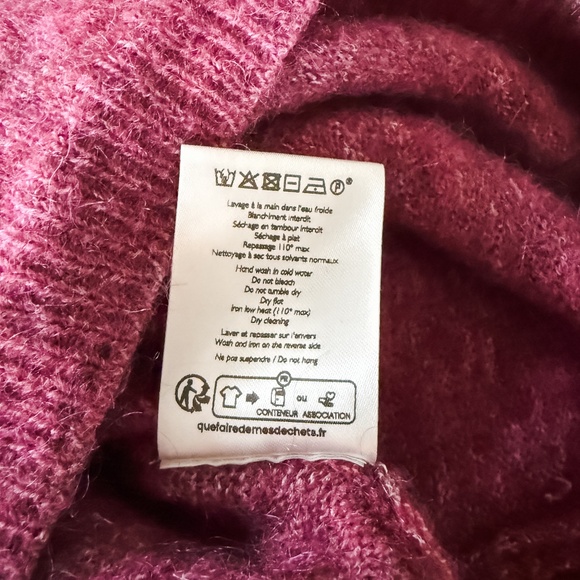 P
Lavage à la main dans l'eau froide
Blanchiment interdit
Séchage en tambour interdit
Séchage à plat
Repassage 110° max
Nettoyage à sec tous solvants normaux
Hand wash in cold water
Do not bleach
Do not tumble dry
Dry flat
Iron low heat (110° max)
Dry cleaning
Laver et repasser sur l'envers
Wash and iron on the reverse side
Ne pas suspendre / Do not hang
FR
ou
CONTENEUR ASSOCIATION
quefairedemesdechets.fr